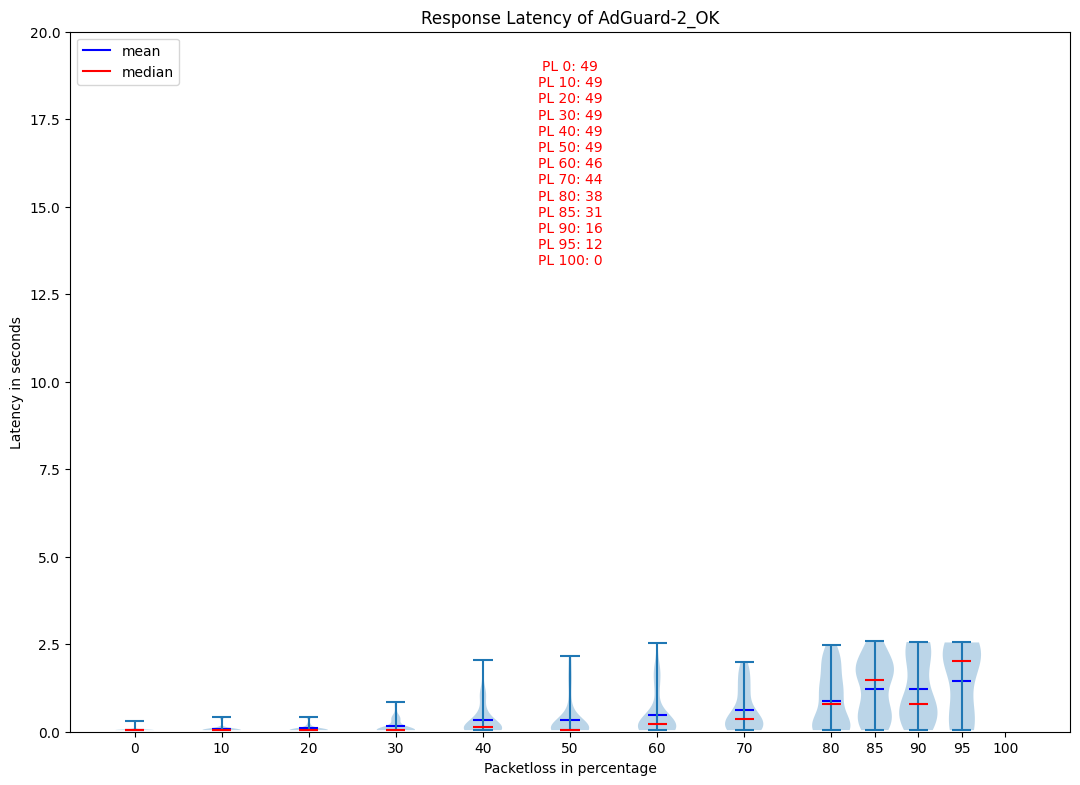 Response Latency of AdGuard-2_OK
mean
median
PL 0: 49
PL 10: 49
PL 20: 49
PL 30: 49
PL 40: 49
PL 50: 49
PL 60: 46
PL 70: 44
PL 80: 38
PL 85: 31
PL 90: 16
PL 95: 12
PL 100: 0
20.0
17.5
15.0
12.5
10.0
7.5
5.0
2.5
0.0
Latency in seconds
0 10 20 30 40 50 60 70 80 85 90 95 100
Packetloss in percentage